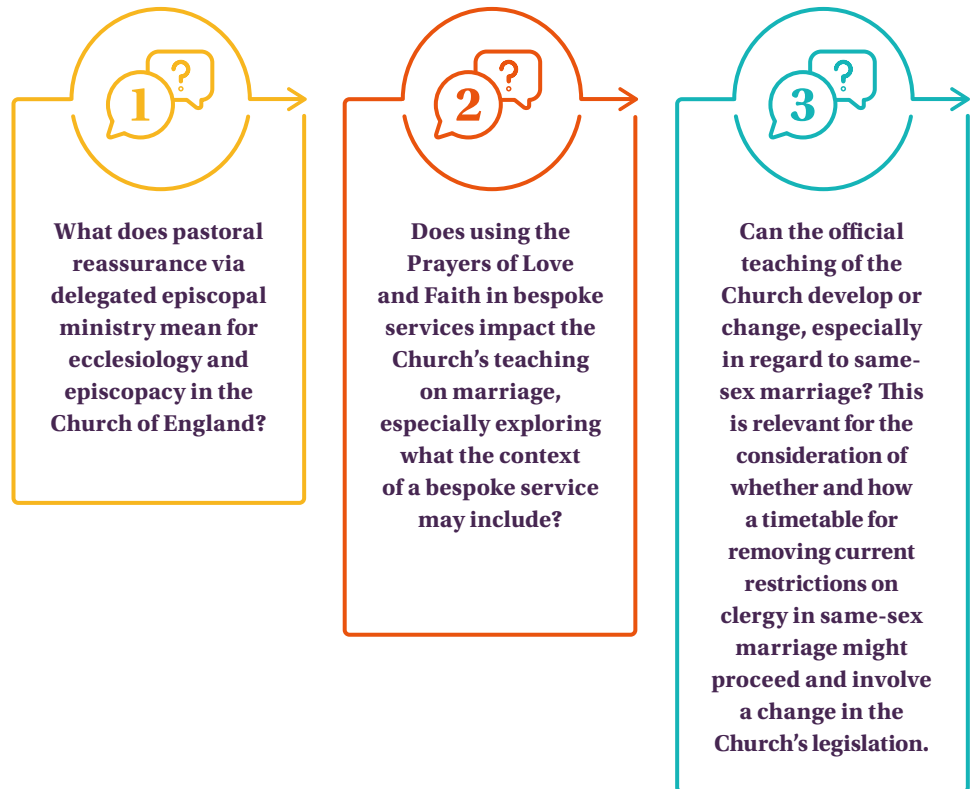 1
?
What does pastoral
reassurance via
delegated episcopal
ministry mean for
ecclesiology and
episcopacy in the
Church of England?
2
?
Does using the
Prayers of Love
and Faith in bespoke
services impact the
Church’s teaching
on marriage,
especially exploring
what the context
of a bespoke service
may include?
3
?
Can the official
teaching of the
Church develop or
change, especially
in regard to same-
sex marriage? This
is relevant for the
consideration of
whether and how
a timetable for
removing current
restrictions on
clergy in same-sex
marriage might
proceed and involve
a change in the
Church’s legislation.